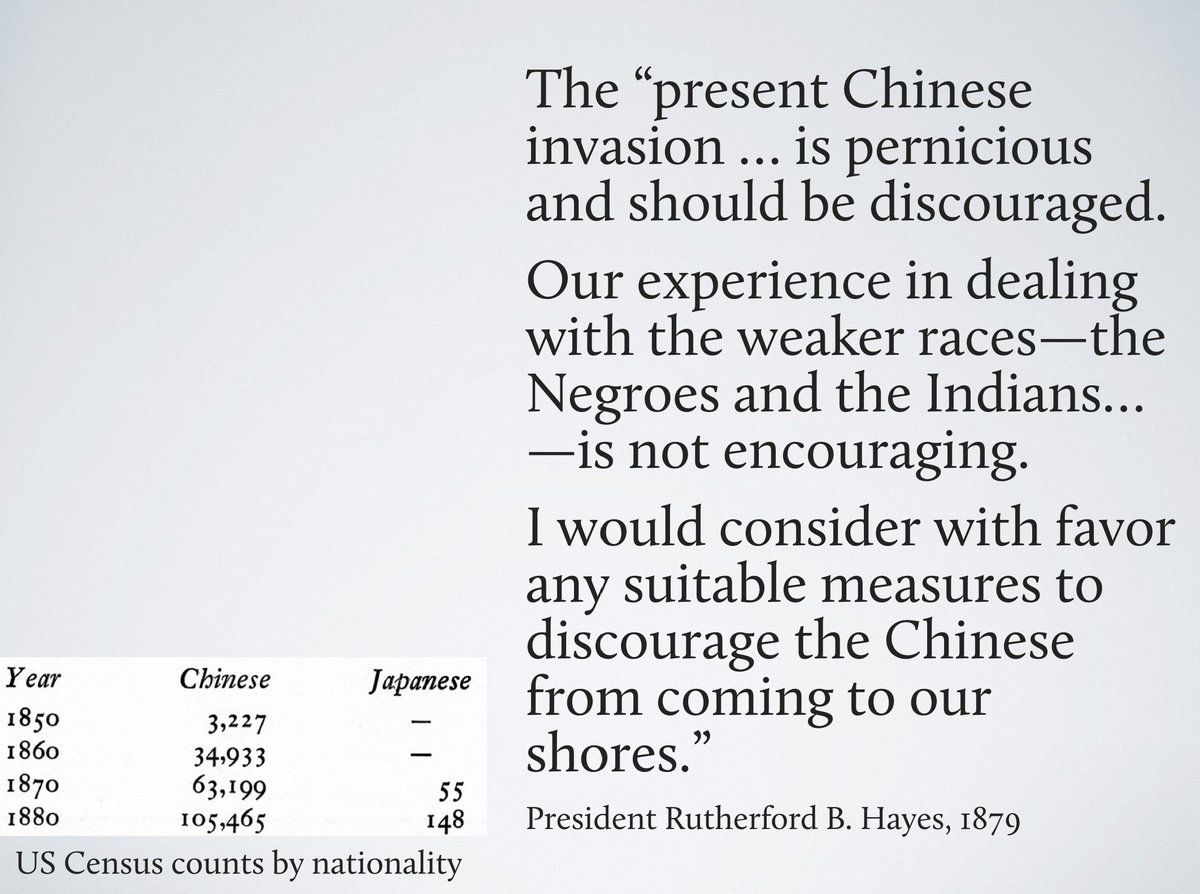 The “present Chinese
invasion ... is pernicious
and should be discouraged.
Our experience in dealing
with the weaker races—the
Negroes and the Indians...
—is not encouraging.
I would consider with favor
any suitable measures to
discourage the Chinese
from coming to our
shores.”
President Rutherford B. Hayes, 1879
Year Chinese Japanese
1850 3,227 —
1860 34,933 —
1870 63,199 55
1880 105,465 148
US Census counts by nationality